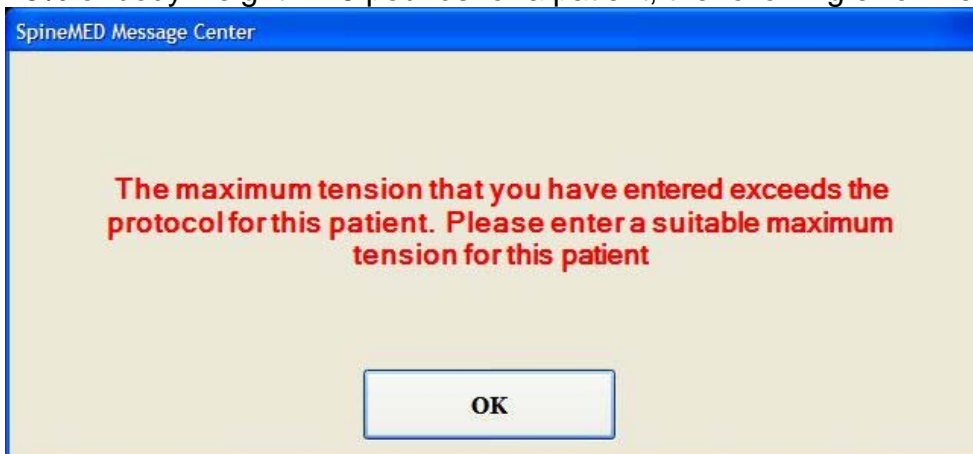 SpineMED Message Center
The maximum tension that you have entered exceeds the
protocol for this patient. Please enter a suitable maximum
tension for this patient
OK